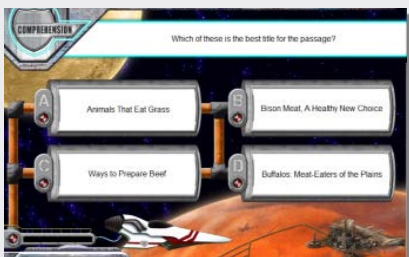 COMPREHENSION
Which of these is the best title for the passage?
A
Animals That Eat Grass
B
Bison Meat, A Healthy New Choice
C
Ways to Prepare Beef
D
Buffalos: Meat-Eaters of the Plains